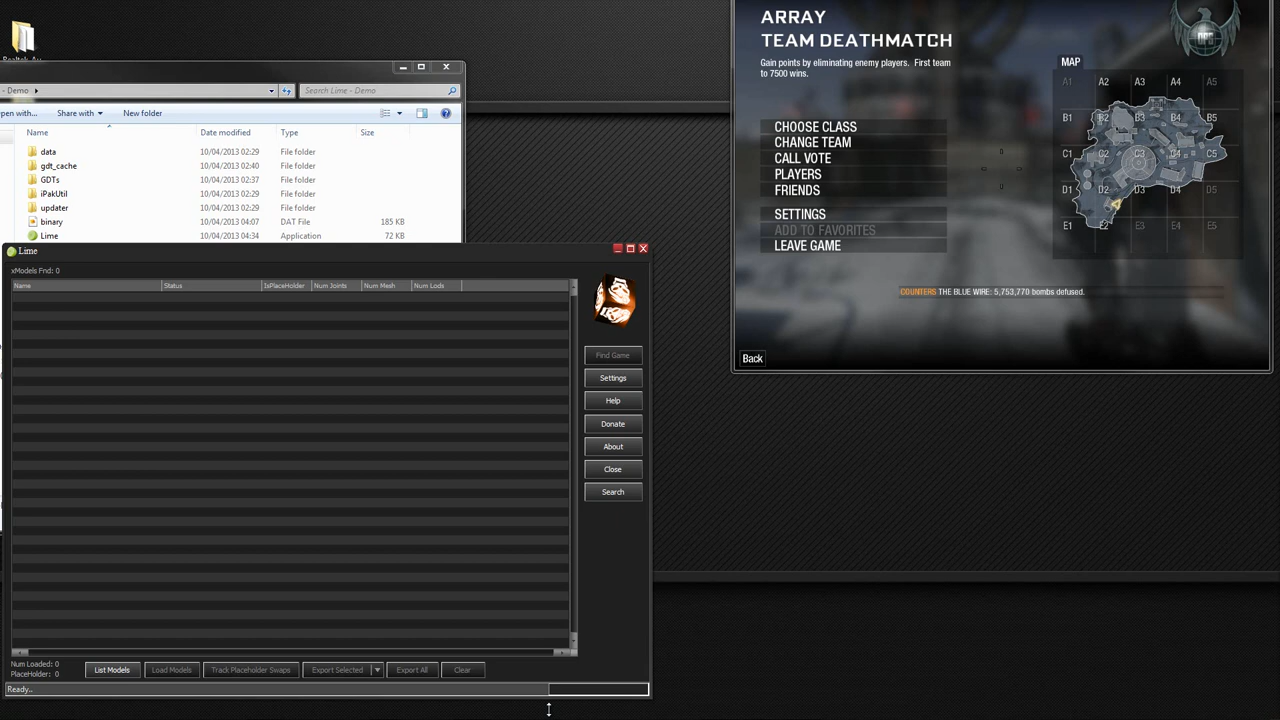 Realtek Au...
- Demo
Search Lime - Demo
pen with...
Share with
New folder
Name
Date modified
Type
Size
data
10/04/2013 02:29
File folder
gdt_cache
10/04/2013 02:29
File folder
GDTs
10/04/2013 02:37
File folder
iPakUtil
10/04/2013 02:29
File folder
updater
10/04/2013 02:29
File folder
binary
10/04/2013 04:07
DAT File
185 KB
Lime
10/04/2013 04:34
Application
72 KB
Lime
xModels Fnd: 0
Name
Status
IsPlaceHolder
Num Joints
Num Mesh
Num Lods
Find Game
Settings
Help
Donate
About
Close
Search
Num Loaded: 0
PlaceHolder: 0
List Models
Load Models
Track Placeholder Swaps
Export Selected
Export All
Clear
Ready..
ARRAY
TEAM DEATHMATCH
Gain points by eliminating enemy players. First team
to 7500 wins.
CHOOSE CLASS
CHANGE TEAM
CALL VOTE
PLAYERS
FRIENDS
SETTINGS
ADD TO FAVORITES
LEAVE GAME
OPS
MAP
A1 A2 A3 A4 A5
B1 B2 B3 B4 B5
C1 C2 C3 C4 C5
D1 D2 D3 D4 D5
E1 E2 E3 E4 E5
COUNTERS THE BLUE WIRE: 5,753,770 bombs defused.
Back